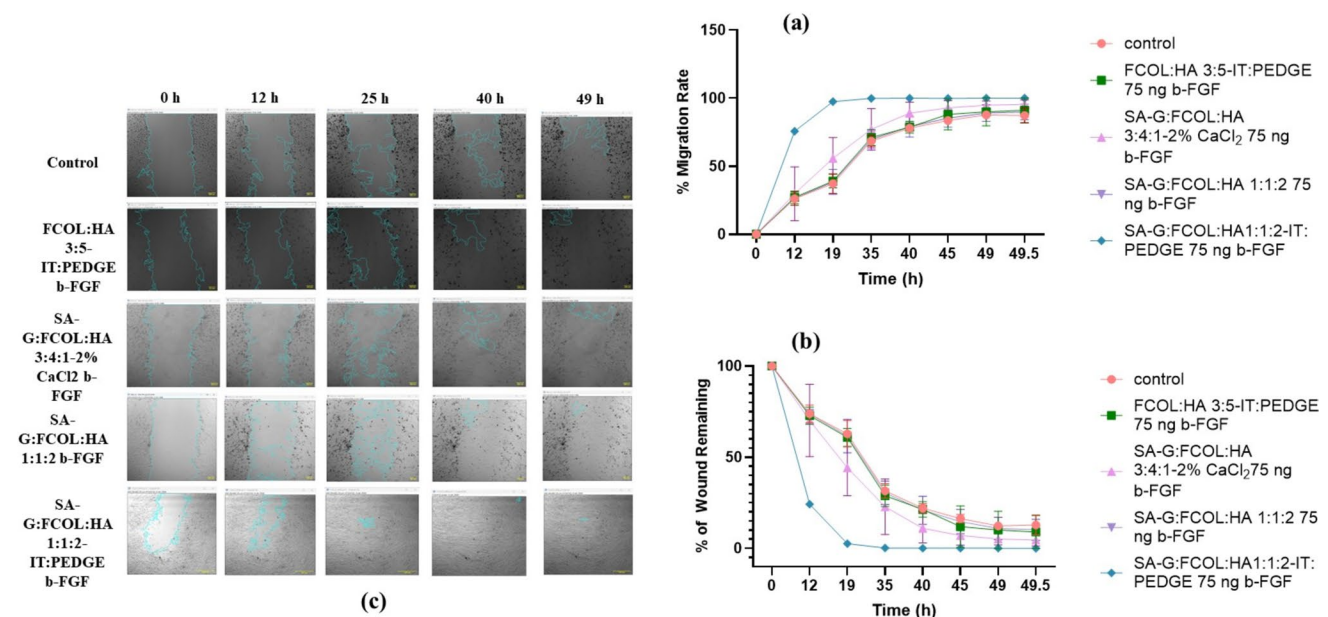 0 h
12 h
25 h
40 h
49 h
Control
FCOL:HA
3:5-
IT:PEDGE
b-FGF
SA-
G:FCOL:HA
3:4:1-2%
CaCl2 b-
FGF
SA-
G:FCOL:HA
1:1:2 b-FGF
SA-
G:FCOL:HA
1:1:2-
IT:PEDGE
b-FGF
(c)
(a)
% Migration Rate
150
100
50
0
0
12
19
35
40
45
49
49.5
Time (h)
control
FCOL:HA 3:5-IT:PEDGE
75 ng b-FGF
SA-G:FCOL:HA
3:4:1-2% CaCl₂ 75 ng
b-FGF
SA-G:FCOL:HA 1:1:2 75
ng b-FGF
SA-G:FCOL:HA1:1:2-IT:
PEDGE 75 ng b-FGF
(b)
% of Wound Remaining
100
50
0
0
12
19
35
40
45
49
49.5
Time (h)
control
FCOL:HA 3:5-IT:PEDGE
75 ng b-FGF
SA-G:FCOL:HA
3:4:1-2% CaCl₂75 ng
b-FGF
SA-G:FCOL:HA 1:1:2 75
ng b-FGF
SA-G:FCOL:HA1:1:2-IT:
PEDGE 75 ng b-FGF